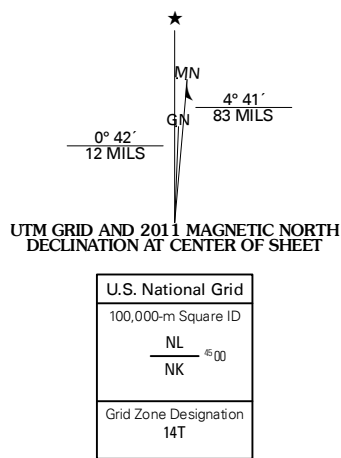 ★
MN
4° 41´
83 MILS
GN
0° 42´
12 MILS
UTM GRID AND 2011 MAGNETIC NORTH
DECLINATION AT CENTER OF SHEET
U.S. National Grid
100,000-m Square ID
NL
4500
NK
Grid Zone Designation
14T